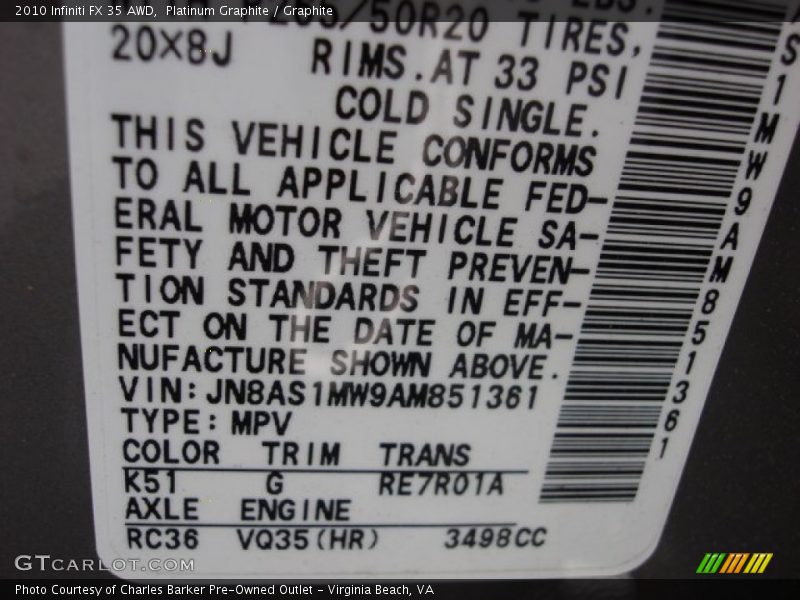 2010 Infiniti FX 35 AWD, Platinum Graphite / Graphite
50R20 TIRES,
20X8J RIMS. AT 33 PSI
COLD SINGLE.
THIS VEHICLE CONFORMS
TO ALL APPLICABLE FED-
ERAL MOTOR VEHICLE SA-
FETY AND THEFT PREVEN-
TION STANDARDS IN EFF-
ECT ON THE DATE OF MA-
NUFACTURE SHOWN ABOVE.
VIN: JN8AS1MW9AM851361
TYPE: MPV
COLOR TRIM TRANS
K51 G RE7R01A
AXLE ENGINE
RC36 VQ35(HR) 3498CC
S1MW9AM851361
GTCARLOT.COM
Photo Courtesy of Charles Barker Pre-Owned Outlet - Virginia Beach, VA